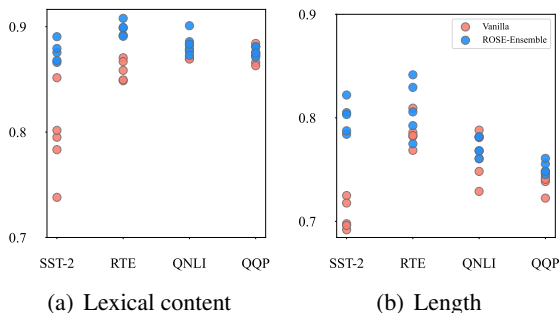 0.9
0.8
0.7
SST-2 RTE QNLI QQP
(a) Lexical content
0.9
0.8
0.7
Vanilla
ROSE-Ensemble
SST-2 RTE QNLI QQP
(b) Length